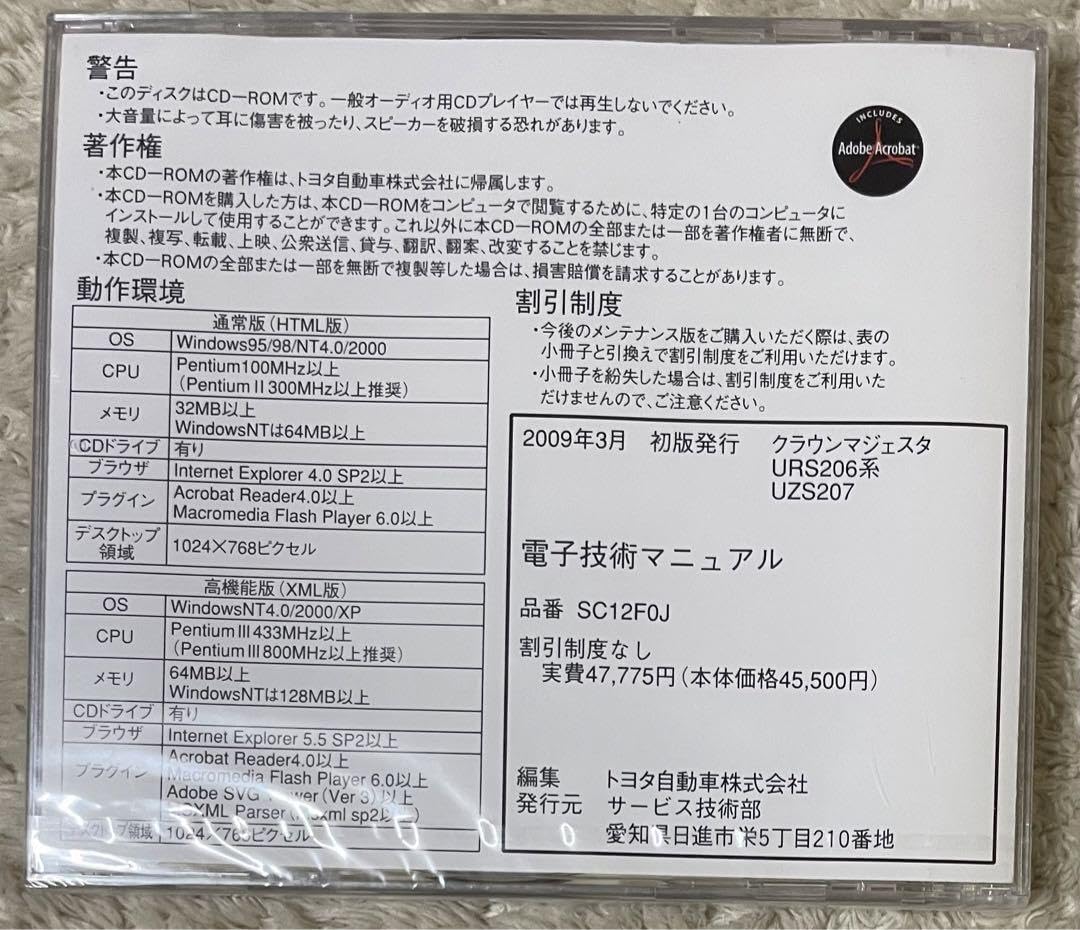 警告
・このディスクはCD－ROMです。一般オーディオ用CDプレイヤーでは再生しないでください。
・大音量によって耳に傷害を被ったり、スピーカーを破損する恐れがあります。
INCLUDES
Adobe Acrobat
著作権
・本CD－ROMの著作権は、トヨタ自動車株式会社に帰属します。
・本CD－ROMを購入した方は、本CD－ROMをコンピュータで閲覧するために、特定の1台のコンピュータに
インストールして使用することができます。これ以外に本CD－ROMの全部または一部を著作権者に無断で、
複製、複写、転載、上映、公衆送信、貸与、翻訳、翻案、改変することを禁じます。
・本CD－ROMの全部または一部を無断で複製等した場合は、損害賠償を請求することがあります。
動作環境
通常版（HTML版）
OS Windows95/98/NT4.0/2000
CPU Pentium100MHz以上
（PentiumⅡ300MHz以上推奨）
メモリ 32MB以上
WindowsNTは64MB以上
CDドライブ 有り
ブラウザ Internet Explorer 4.0 SP2以上
プラグイン Acrobat Reader4.0以上
Macromedia Flash Player 6.0以上
デスクトップ
領域 1024×768ピクセル
高機能版（XML版）
OS WindowsNT4.0/2000/XP
CPU PentiumⅢ433MHz以上
（PentiumⅢ800MHz以上推奨）
メモリ 64MB以上
WindowsNTは128MB以上
CDドライブ 有り
ブラウザ Internet Explorer 5.5 SP2以上
プラグイン Acrobat Reader4.0以上
Macromedia Flash Player 6.0以上
Adobe SVG (Ver 3)以上
Parser sp2以上)
デスクトップ領域 1024×768ピクセル
割引制度
・今後のメンテナンス版をご購入いただく際は、表の
小冊子と引換えで割引制度をご利用いただけます。
・小冊子を紛失した場合は、割引制度をご利用いた
だけませんので、ご注意ください。
2009年3月 初版発行 クラウンマジェスタ
URS206系
UZS207
電子技術マニュアル
品番 SC12F0J
割引制度なし
実費47,775円（本体価格45,500円）
編集 トヨタ自動車株式会社
発行元 サービス技術部
愛知県日進市栄5丁目210番地